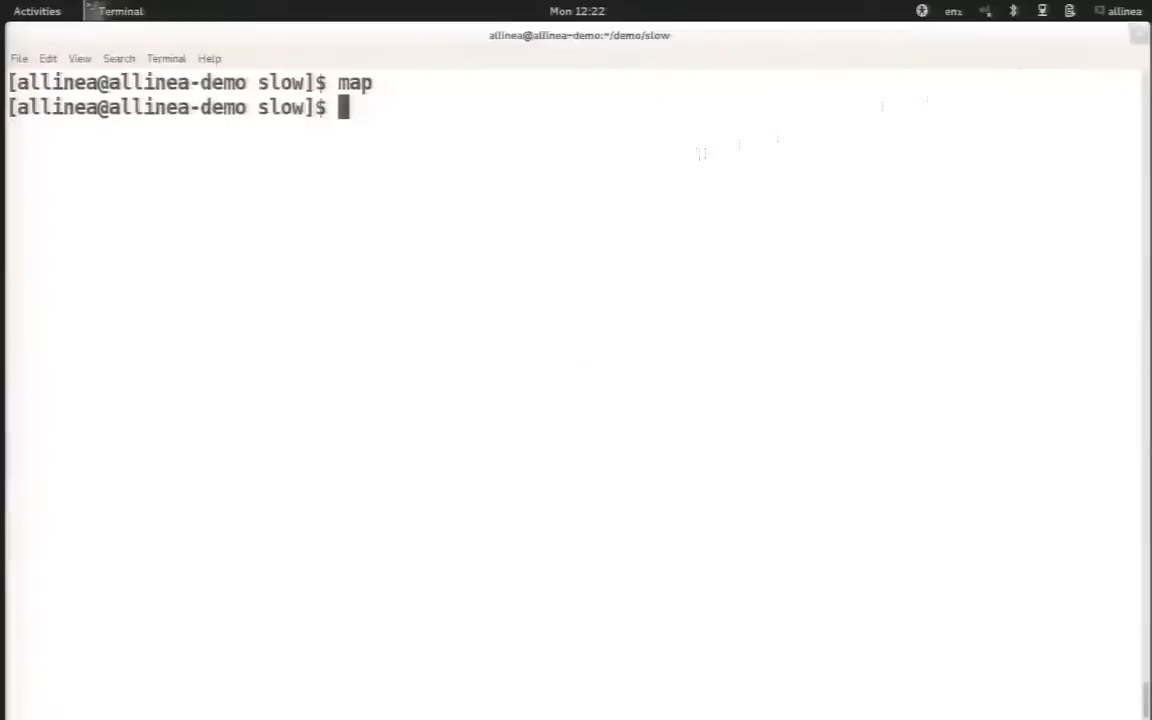 Activities Terminal Mon 12:22 en1 allinea
allinea@allinea-demo:~/demo/slow
File Edit View Search Terminal Help
[allinea@allinea-demo slow]$ map
[allinea@allinea-demo slow]$